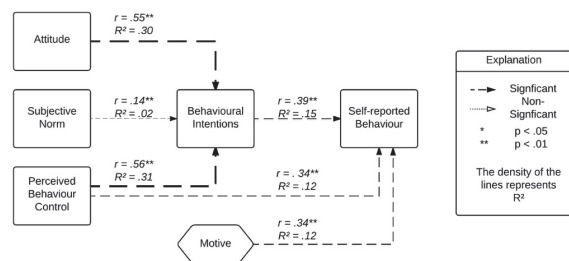 r = .55**
R² = .30
Attitude
Subjective
Norm
r = .14**
R² = .02
Behavioural
Intentions
r = .39**
R² = .15
Self-reported
Behaviour
Perceived
Behaviour
Control
r = .56**
R² = .31
r = . 34**
R² = .12
Motive
r = .34**
R² = .12
Explanation
Signficant
Non-
Signficant
* p < .05
** p < .01
The density of the
lines represents
R²